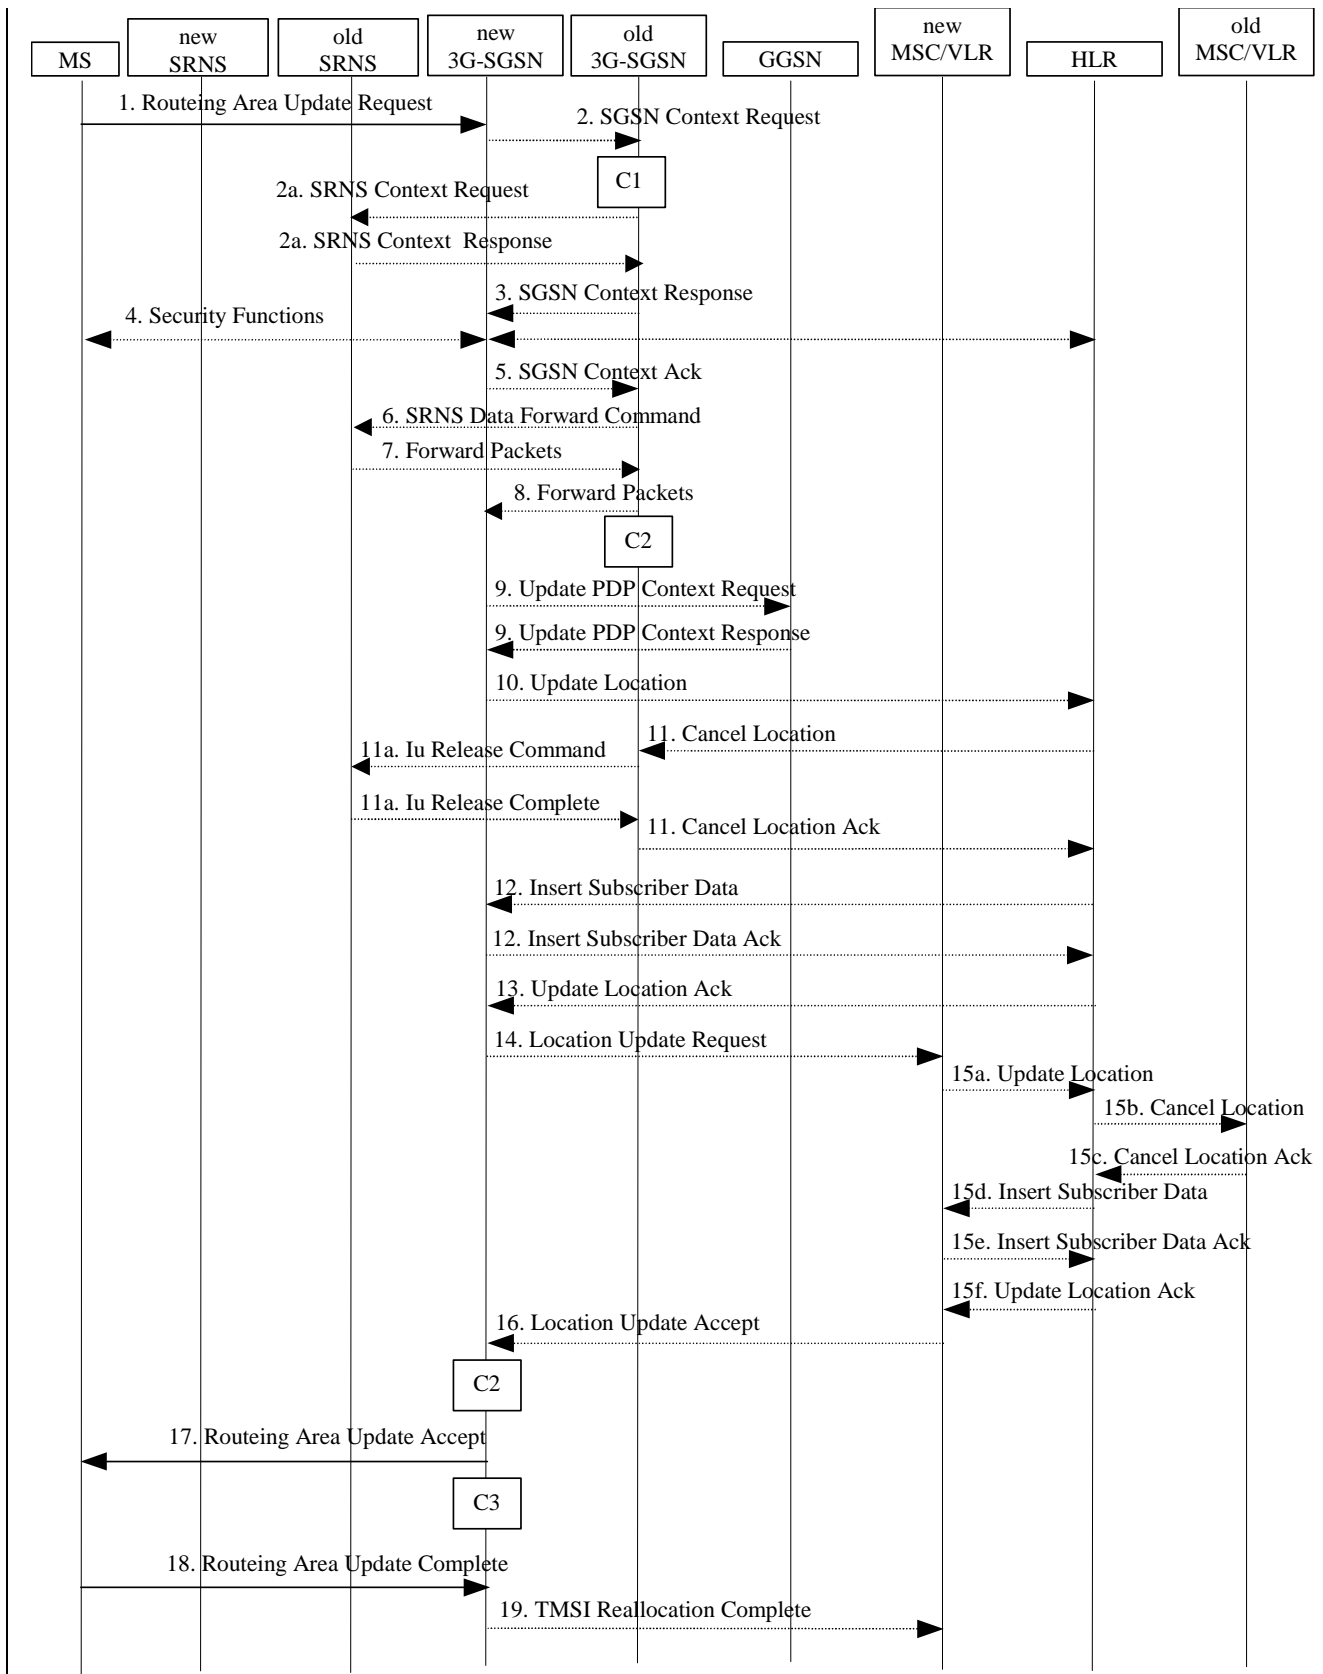 MS
new
SRNS
old
SRNS
new
3G-SGSN
old
3G-SGSN
GGSN
new
MSC/VLR
HLR
old
MSC/VLR
1. Routeing Area Update Request
2. SGSN Context Request
C1
2a. SRNS Context Request
2a. SRNS Context Response
3. SGSN Context Response
4. Security Functions
5. SGSN Context Ack
6. SRNS Data Forward Command
7. Forward Packets
8. Forward Packets
C2
9. Update PDP Context Request
9. Update PDP Context Response
10. Update Location
11. Cancel Location
11a. Iu Release Command
11a. Iu Release Complete
11. Cancel Location Ack
12. Insert Subscriber Data
12. Insert Subscriber Data Ack
13. Update Location Ack
14. Location Update Request
15a. Update Location
15b. Cancel Location
15c. Cancel Location Ack
15d. Insert Subscriber Data
15e. Insert Subscriber Data Ack
15f. Update Location Ack
16. Location Update Accept
C2
17. Routeing Area Update Accept
C3
18. Routeing Area Update Complete
19. TMSI Reallocation Complete